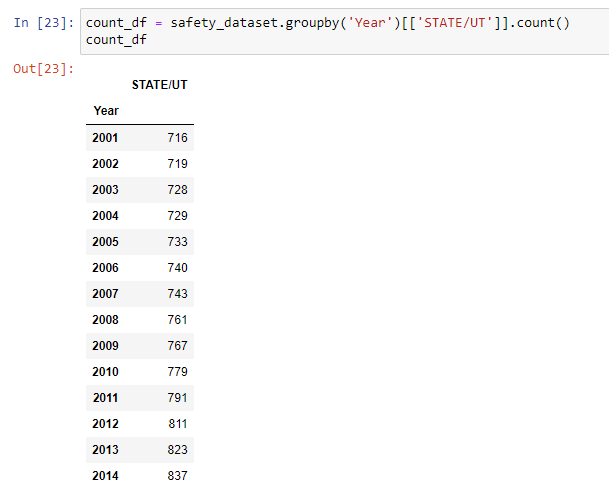 In [23]: count_df = safety_dataset.groupby('Year')[['STATE/UT']].count()
count_df
Out[23]:
STATE/UT
Year
2001 716
2002 719
2003 728
2004 729
2005 733
2006 740
2007 743
2008 761
2009 767
2010 779
2011 791
2012 811
2013 823
2014 837